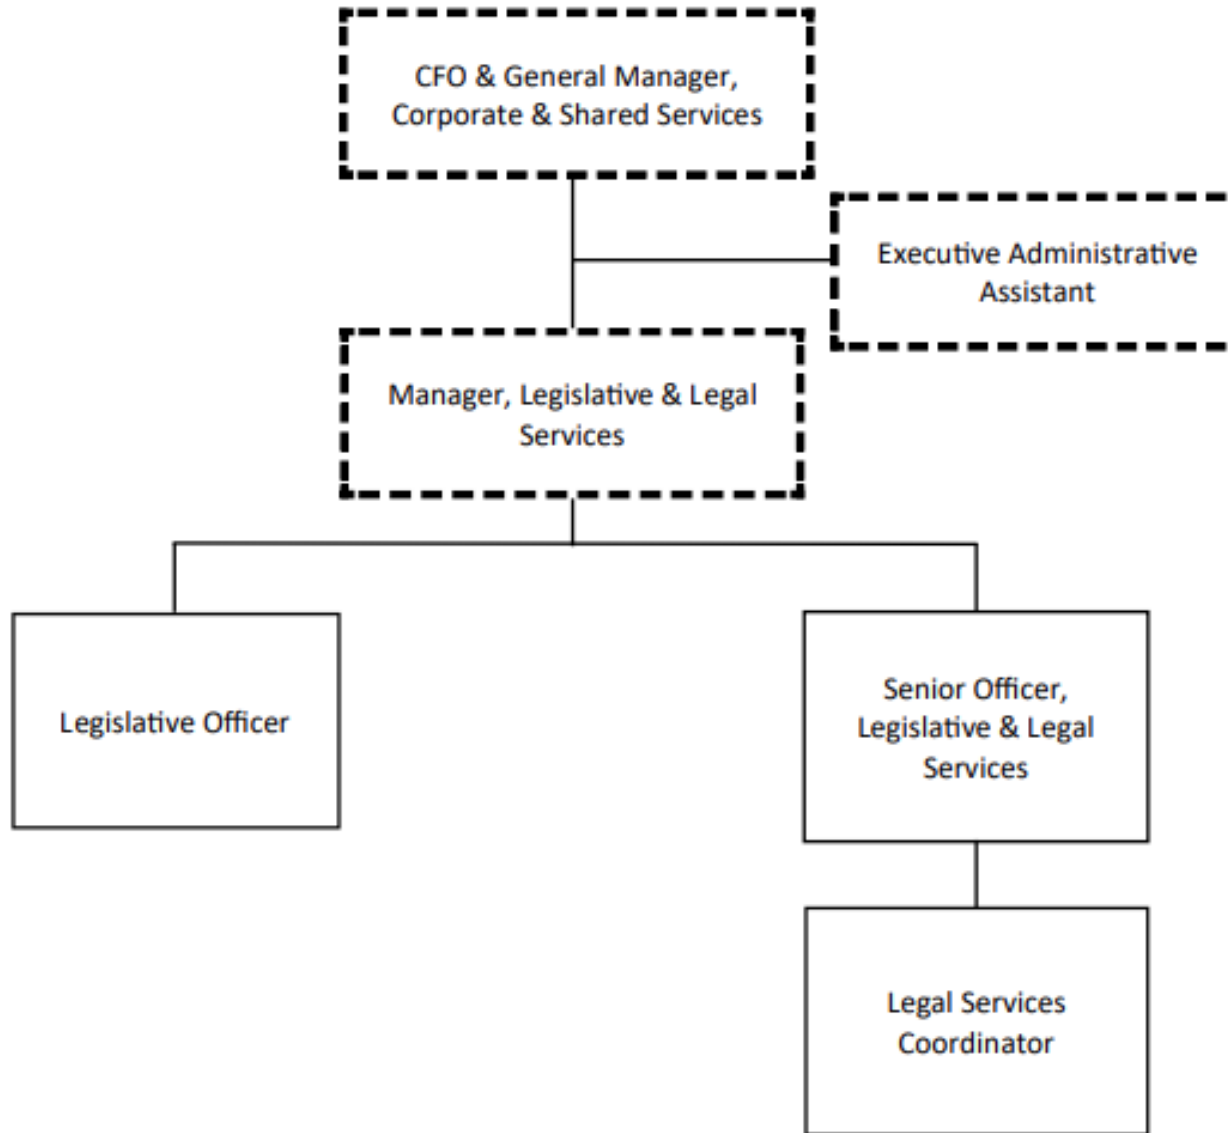 CFO & General Manager,
Corporate & Shared Services
Executive Administrative
Assistant
Manager, Legislative & Legal
Services
Legislative Officer
Senior Officer,
Legislative & Legal
Services
Legal Services
Coordinator